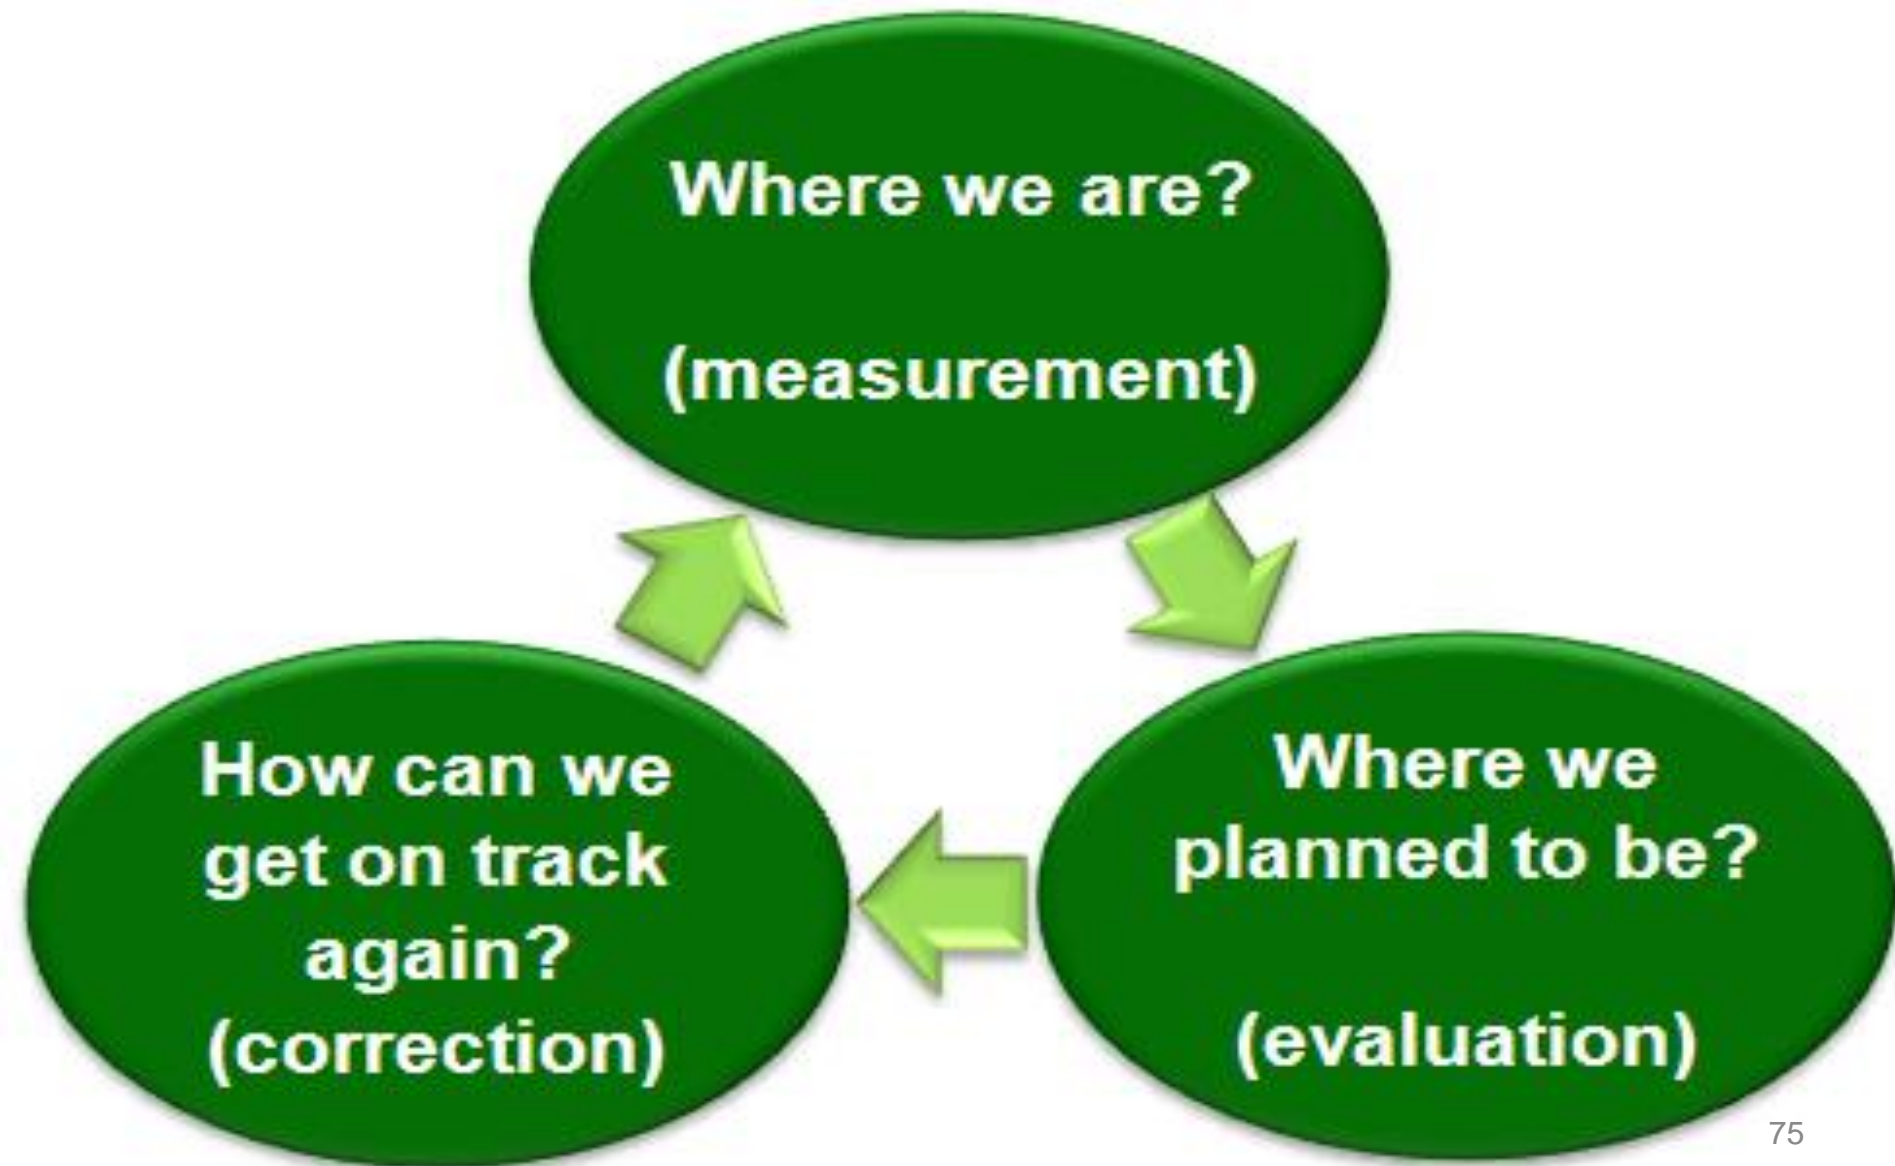 Where we are?
(measurement)
Where we
planned to be?
(evaluation)
How can we
get on track
again?
(correction)
75